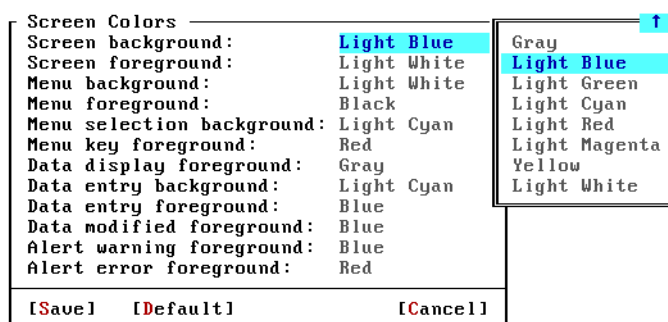 Screen Colors
Screen background: Light Blue
Screen foreground: Light White
Menu background: Light White
Menu foreground: Black
Menu selection background: Light Cyan
Menu key foreground: Red
Data display foreground: Gray
Data entry background: Light Cyan
Data entry foreground: Blue
Data modified foreground: Blue
Alert warning foreground: Blue
Alert error foreground: Red
[Save] [Default] [Cancel]
↑
Gray
Light Blue
Light Green
Light Cyan
Light Red
Light Magenta
Yellow
Light White